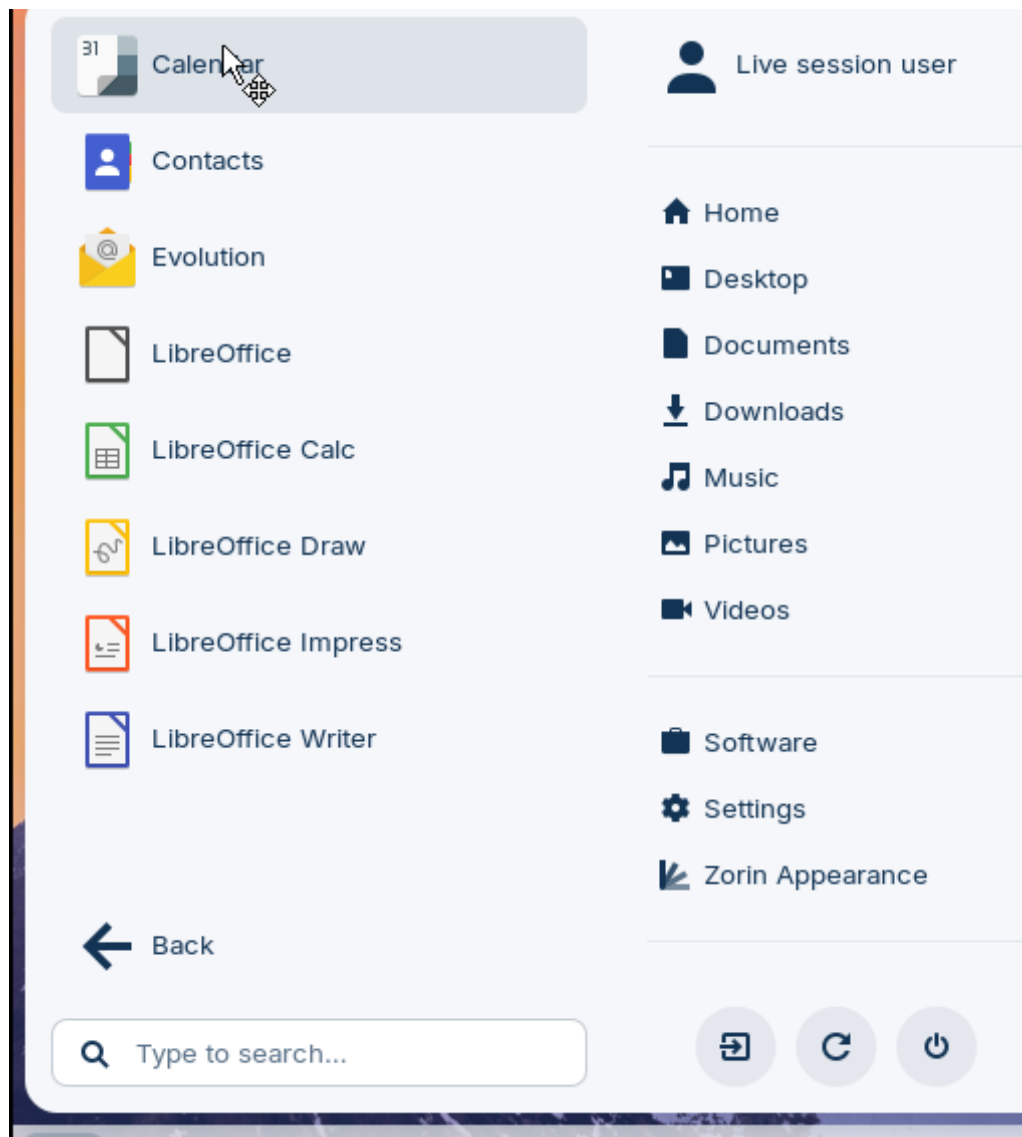 31
Calendar
Contacts
Evolution
LibreOffice
LibreOffice Calc
LibreOffice Draw
LibreOffice Impress
LibreOffice Writer
Back
Type to search...
Live session user
Home
Desktop
Documents
Downloads
Music
Pictures
Videos
Software
Settings
Zorin Appearance